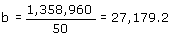 b = 1,358,960 / 50 = 27,179.2